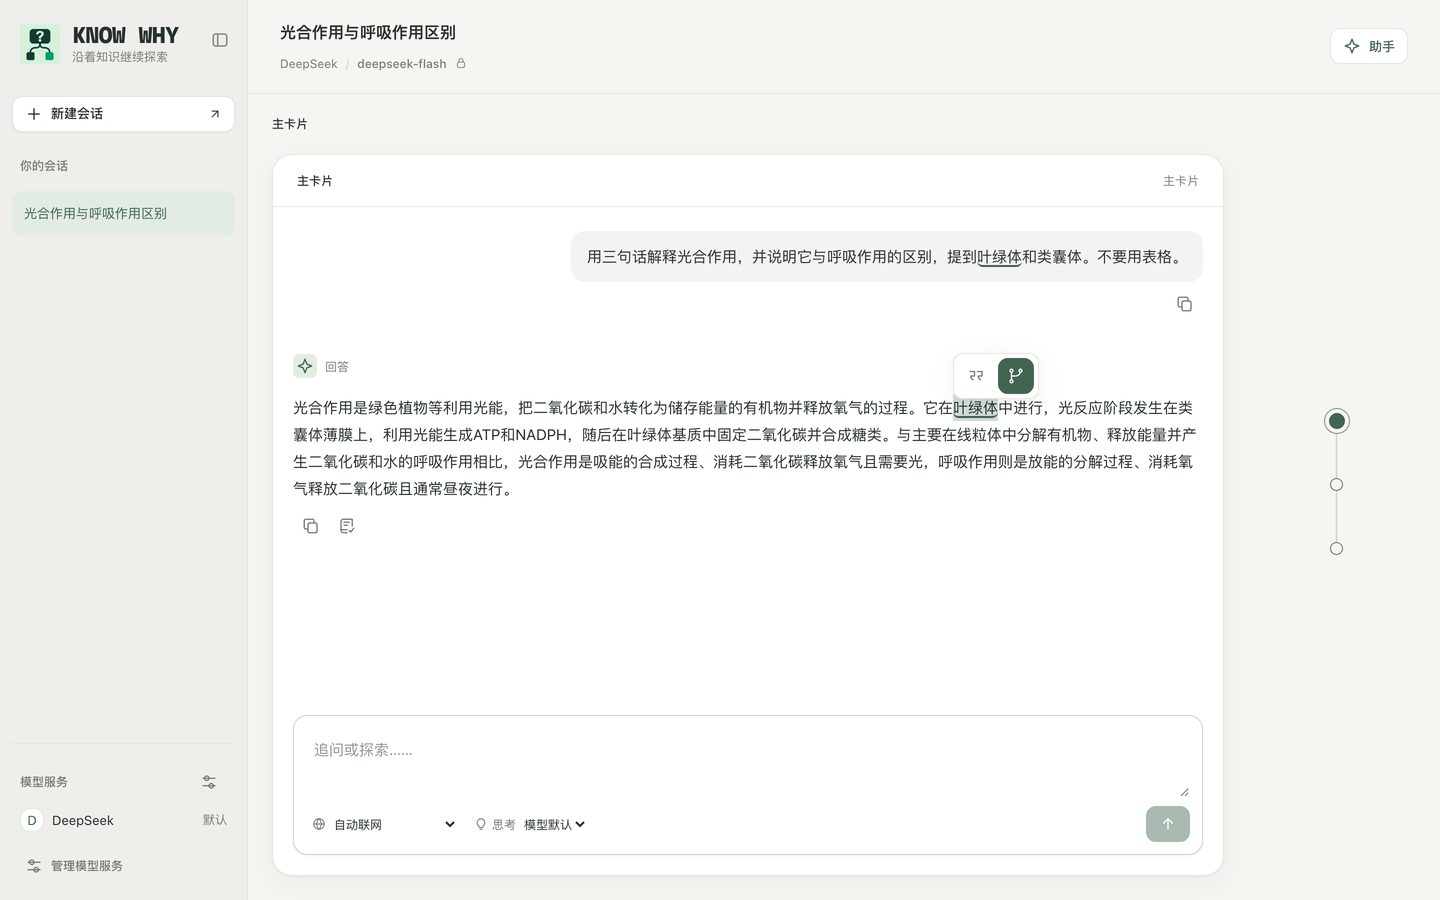 KNOW WHY
沿着知识继续探索
新建会话
你的会话
光合作用与呼吸作用区别
模型服务
D DeepSeek 默认
管理模型服务
光合作用与呼吸作用区别
DeepSeek / deepseek-flash
助手
主卡片
主卡片 主卡片
用三句话解释光合作用，并说明它与呼吸作用的区别，提到叶绿体和类囊体。不要用表格。
回答
光合作用是绿色植物等利用光能，把二氧化碳和水转化为储存能量的有机物并释放氧气的过程。它在叶绿体中进行，光反应阶段发生在类
囊体薄膜上，利用光能生成ATP和NADPH，随后在叶绿体基质中固定二氧化碳并合成糖类。与主要在线粒体中分解有机物、释放能量并产
生二氧化碳和水的呼吸作用相比，光合作用是吸能的合成过程、消耗二氧化碳释放氧气且需要光，呼吸作用则是放能的分解过程、消耗氧
气释放二氧化碳且通常昼夜进行。
追问或探索……
自动联网 思考 模型默认